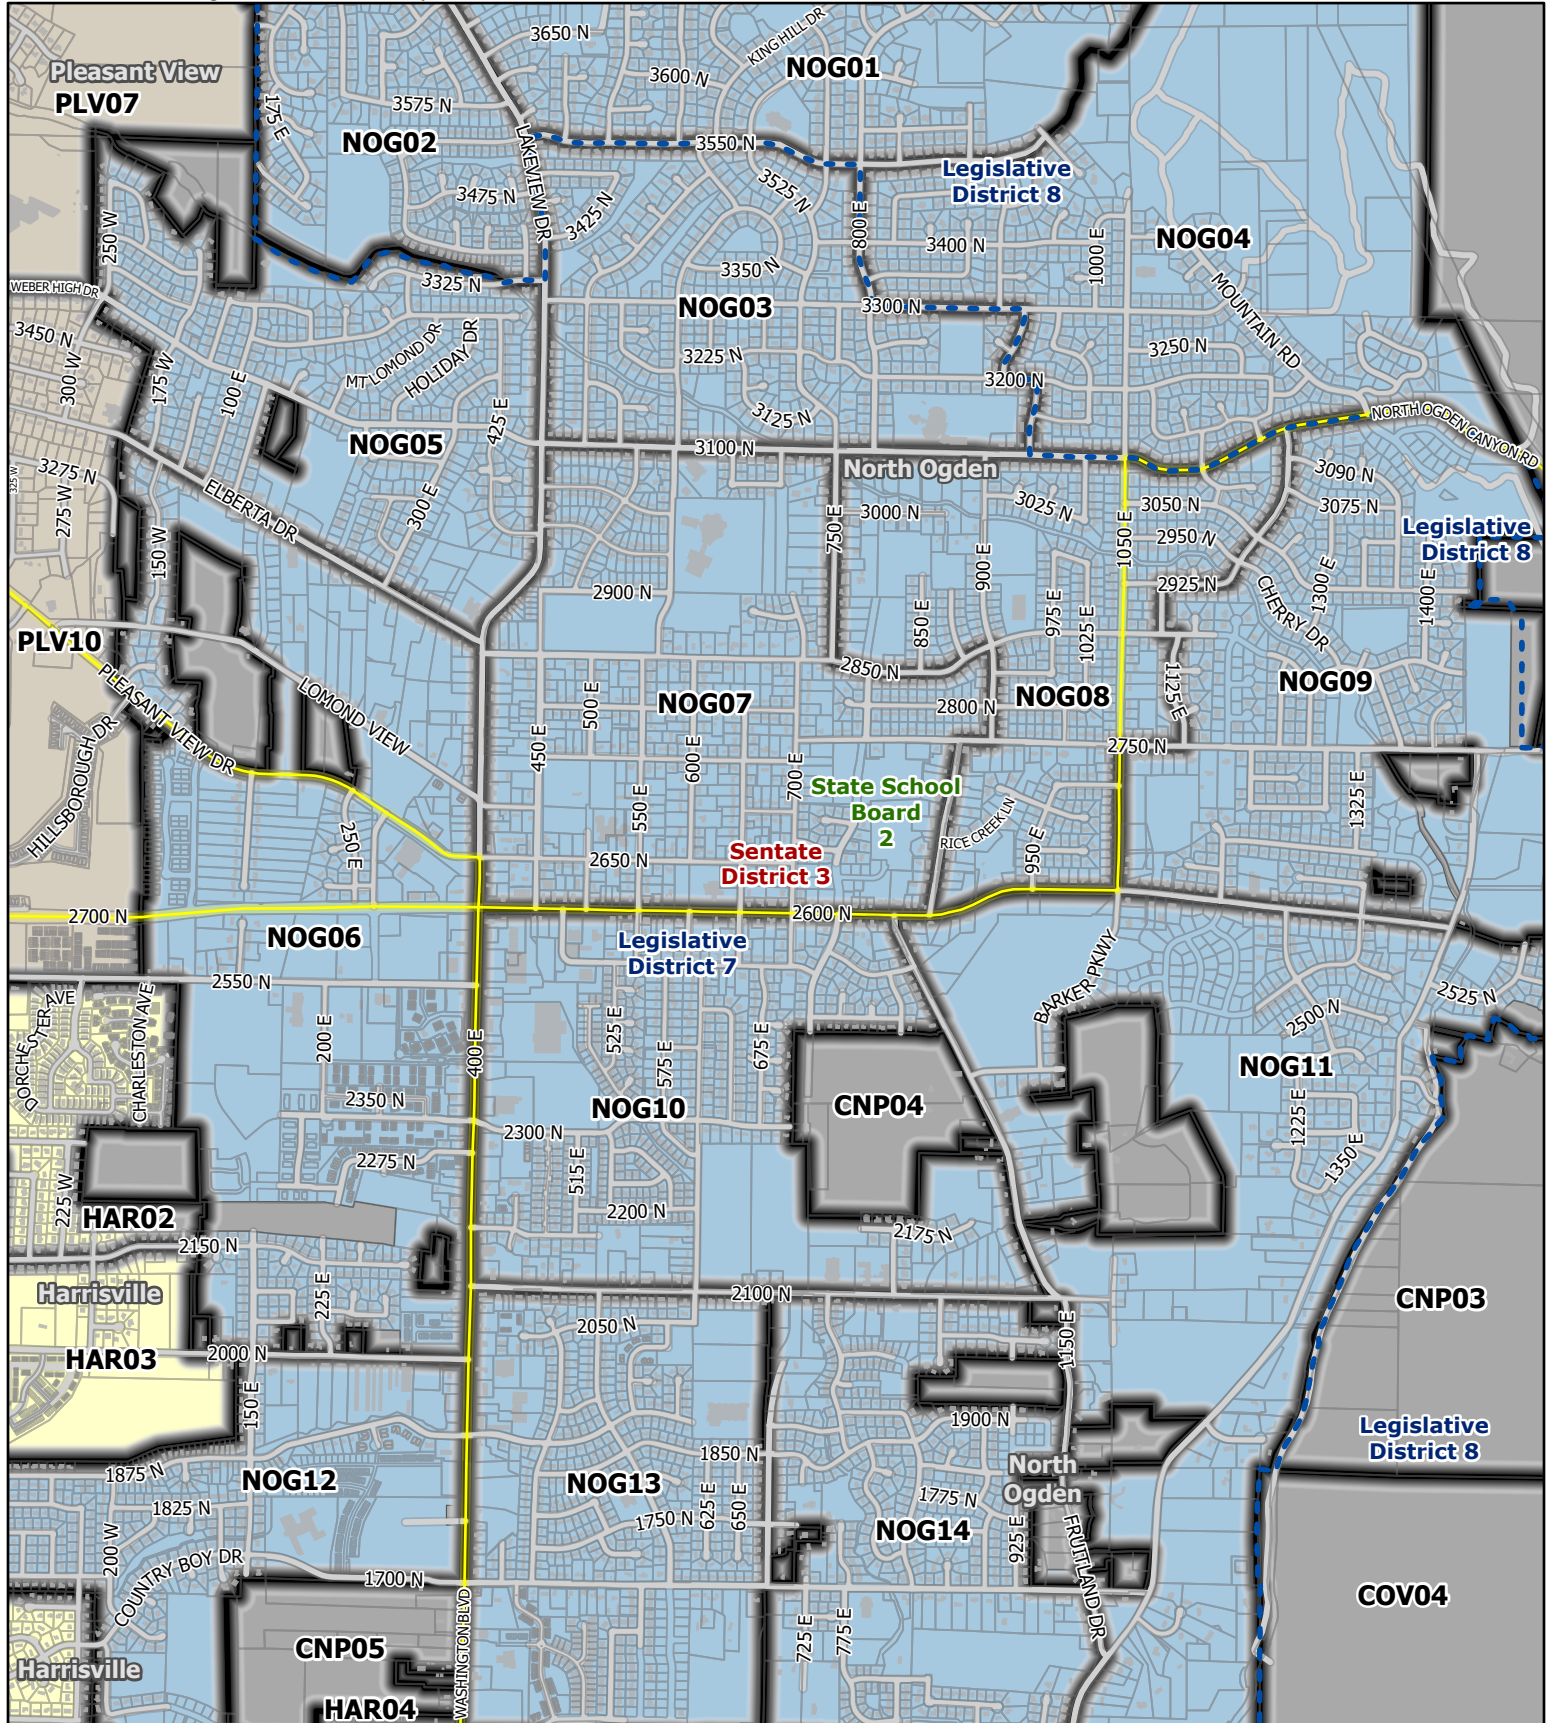 3650 N
KING HILL DR
NOG01
Pleasant View
3600 N
PLV07
3575 N
175 E
NOG02
LAKEVIEW DR
3550 N
Legislative
District 8
3525 N
3475 N
3425 N
800 E
250 W
3400 N
1000 E
NOG04
3350 N
3325 N
WEBER HIGH DR
NOG03
3300 N
MOUNTAIN RD
3450 N
MT LOMOND DR
HOLIDAY DR
3225 N
3250 N
300 W
175 W
100 E
3200 N
3125 N
425 E
NORTH OGDEN CANYON RD
NOG05
3100 N
North Ogden
3275 N
325 W
3090 N
275 W
ELBERTA DR
300 E
3000 N
3025 N
3050 N
3075 N
750 E
1050 E
Legislative
District 8
150 W
2950 N
900 E
2925 N
2900 N
850 E
975 E
1025 E
CHERRY DR
1300 E
1400 E
PLV10
2850 N
PLEASANT VIEW DR
LOMOND VIEW
NOG07
500 E
NOG08
1125 E
NOG09
2800 N
HILLSBOROUGH DR
450 E
600 E
700 E
2750 N
State School
Board
2
550 E
1325 E
RICE CREEK LN
250 E
950 E
2650 N
Sentate
District 3
2700 N
2600 N
NOG06
Legislative
District 7
BARKER PKWY
2550 N
2525 N
DORCHESTER AVE
CHARLESTON AVE
200 E
400 E
525 E
575 E
675 E
2500 N
NOG11
2350 N
NOG10
CNP04
1225 E
2300 N
2275 N
515 E
1350 E
225 W
HAR02
2200 N
2175 N
2150 N
Harrisville
225 E
2100 N
CNP03
2050 N
1150 E
HAR03
2000 N
150 E
1900 N
Legislative
District 8
1850 N
North
Ogden
1875 N
NOG12
NOG13
1825 N
625 E
650 E
1775 N
1750 N
NOG14
925 E
FRUITLAND DR
200 W
COUNTRY BOY DR
1700 N
COV04
WASHINGTON BLVD
725 E
775 E
CNP05
Harrisville
HAR04